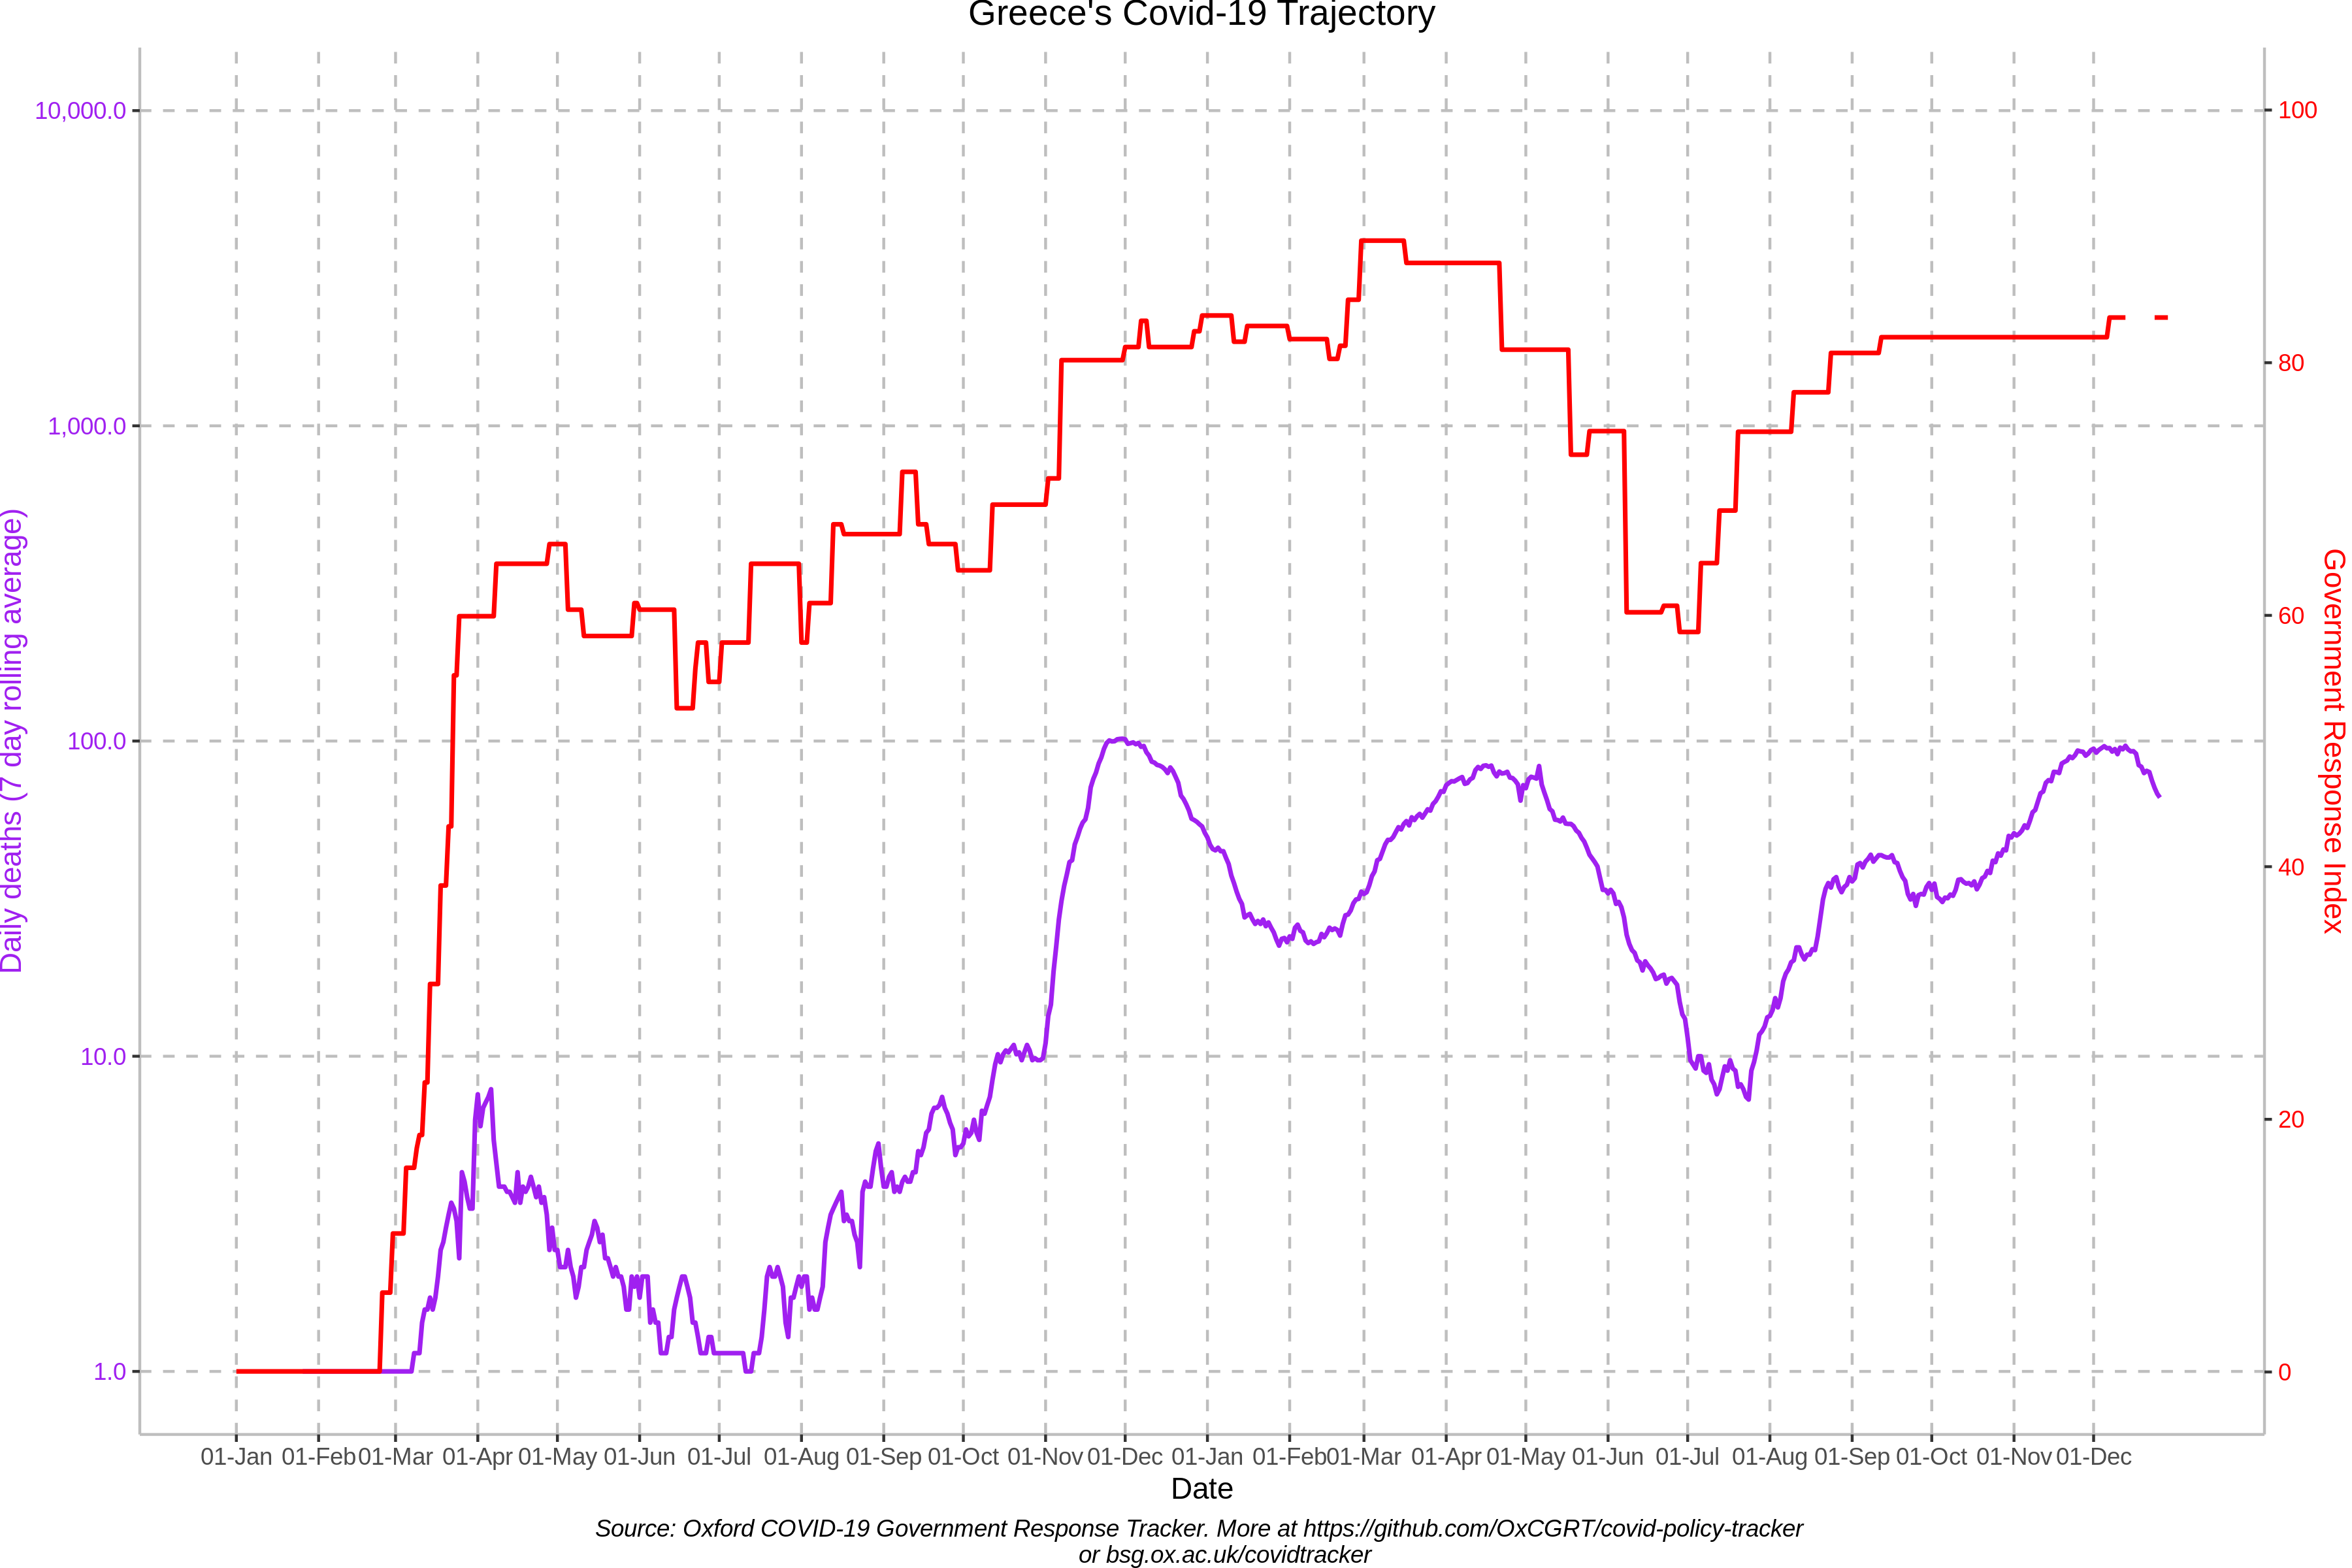 Greece's Covid-19 Trajectory
10,000.0
1,000.0
100.0
10.0
1.0
Daily deaths (7 day rolling average)
100
80
60
40
20
0
Government Response Index
01-Jan 01-Feb 01-Mar 01-Apr 01-May 01-Jun 01-Jul 01-Aug 01-Sep 01-Oct 01-Nov 01-Dec 01-Jan 01-Feb 01-Mar 01-Apr 01-May 01-Jun 01-Jul 01-Aug 01-Sep 01-Oct 01-Nov 01-Dec
Date
Source: Oxford COVID-19 Government Response Tracker. More at https://github.com/OxCGRT/covid-policy-tracker
or bsg.ox.ac.uk/covidtracker